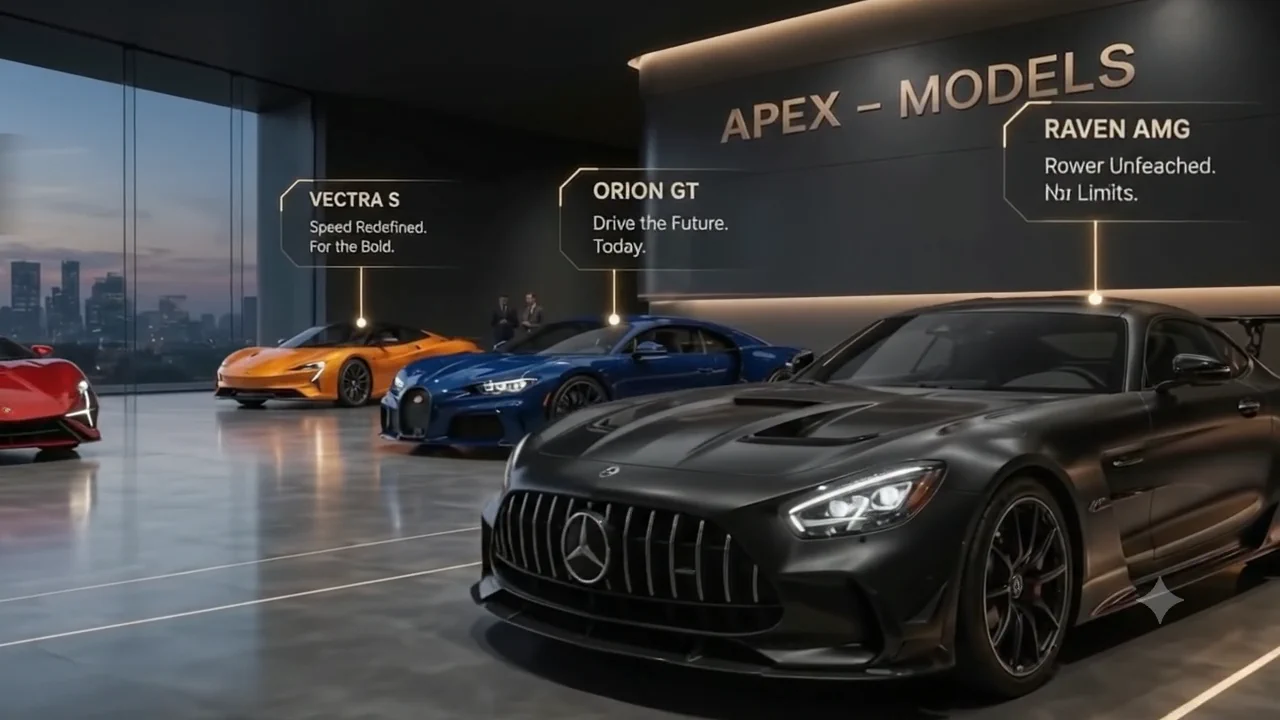 APEX – MODELS
VECTRA S
Speed Redefined.
For the Bold.
ORION GT
Drive the Future.
Today.
RAVEN AMG
Rower Unfeached.
Limits.